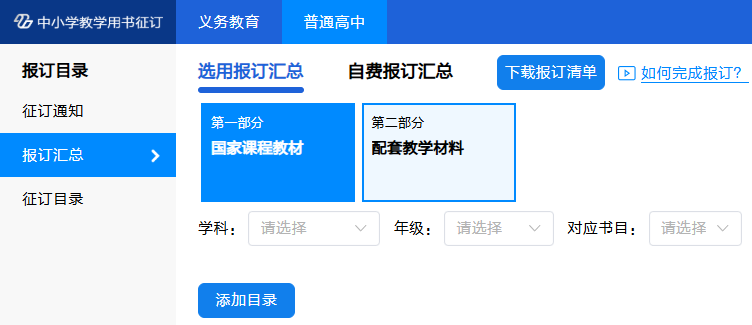 中小学教学用书征订 义务教育 普通高中
报订目录
征订通知
报订汇总
征订目录
选用报订汇总 自费报订汇总 下载报订清单 如何完成报订？
第一部分
国家课程教材
第二部分
配套教学材料
学科： 请选择 年级： 请选择 对应书目： 请选择
添加目录